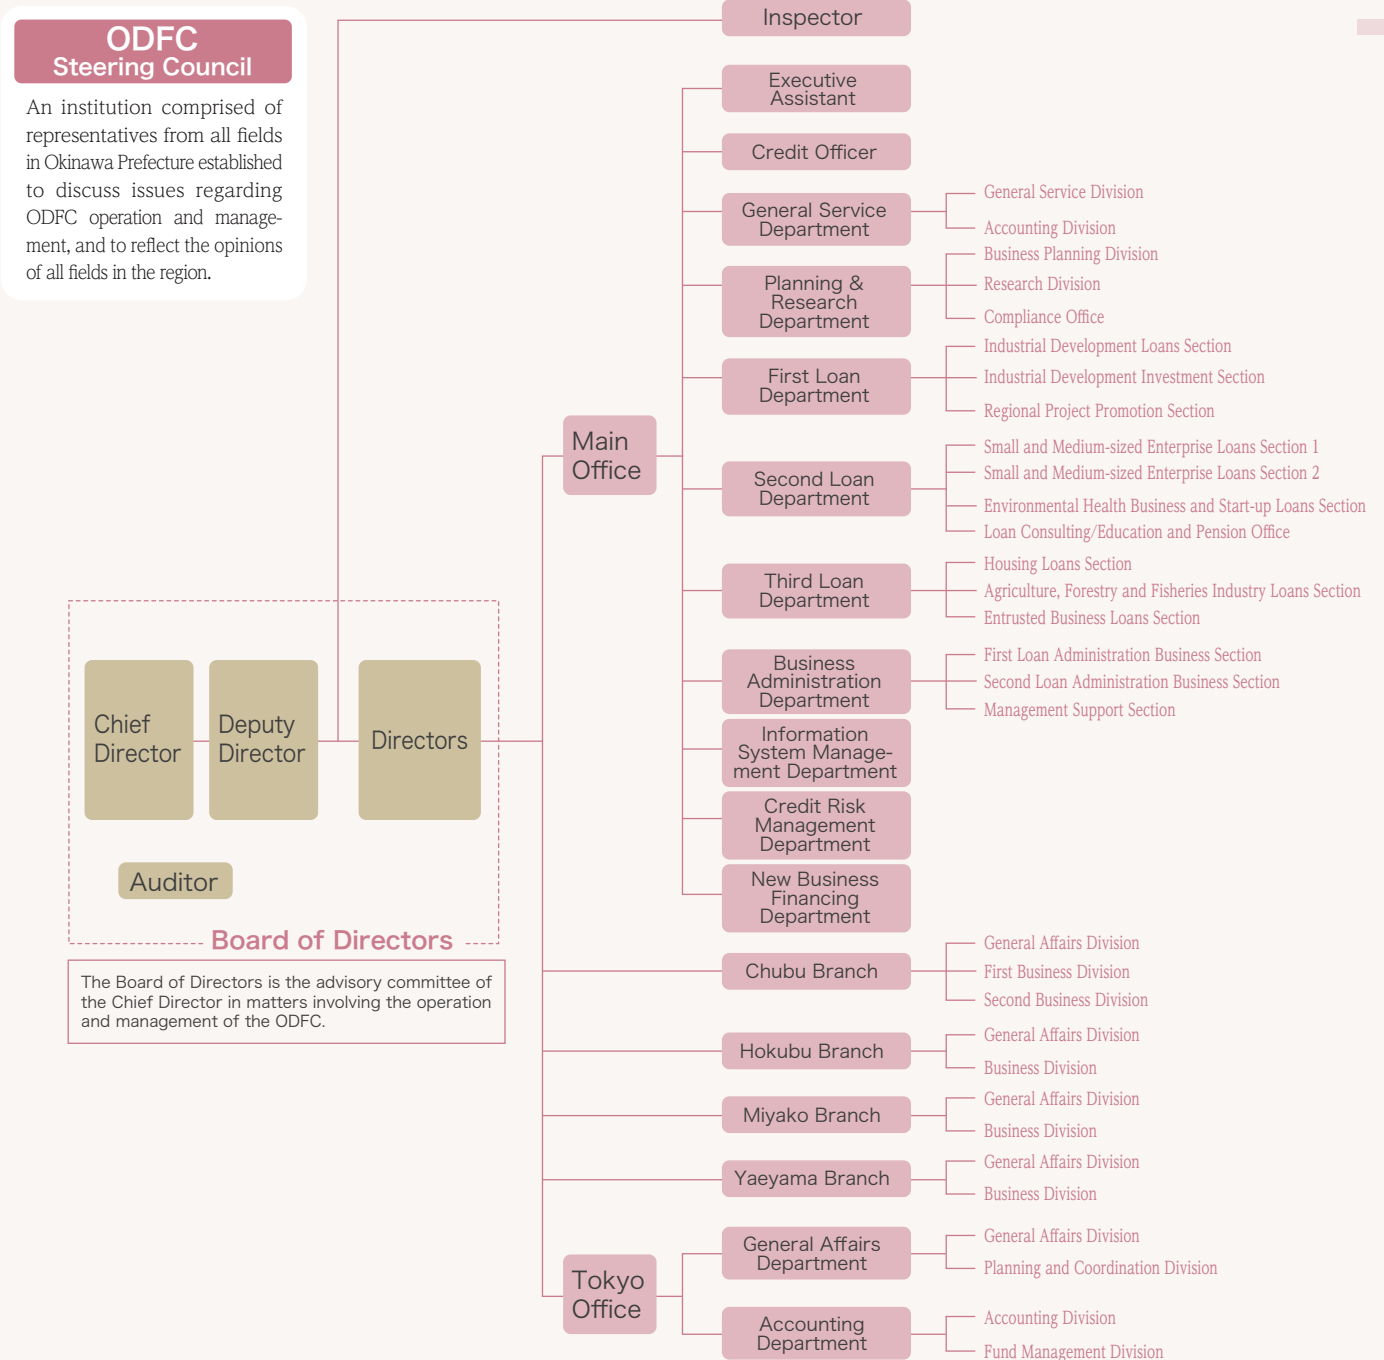 ODFC
Steering Council
An institution comprised of
representatives from all fields
in Okinawa Prefecture established
to discuss issues regarding
ODFC operation and manage-
ment, and to reflect the opinions
of all fields in the region.
Inspector
Executive
Assistant
Credit Officer
General Service
Department
General Service Division
Accounting Division
Planning &
Research
Department
Business Planning Division
Research Division
Compliance Office
First Loan
Department
Industrial Development Loans Section
Industrial Development Investment Section
Regional Project Promotion Section
Main
Office
Second Loan
Department
Small and Medium-sized Enterprise Loans Section 1
Small and Medium-sized Enterprise Loans Section 2
Environmental Health Business and Start-up Loans Section
Loan Consulting/Education and Pension Office
Third Loan
Department
Housing Loans Section
Agriculture, Forestry and Fisheries Industry Loans Section
Entrusted Business Loans Section
Business
Administration
Department
First Loan Administration Business Section
Second Loan Administration Business Section
Management Support Section
Chief
Director
Deputy
Director
Directors
Information
System Manage-
ment Department
Credit Risk
Management
Department
Auditor
New Business
Financing
Department
Board of Directors
The Board of Directors is the advisory committee of
the Chief Director in matters involving the operation
and management of the ODFC.
Chubu Branch
General Affairs Division
First Business Division
Second Business Division
Hokubu Branch
General Affairs Division
Business Division
Miyako Branch
General Affairs Division
Business Division
Yaeyama Branch
General Affairs Division
Business Division
Tokyo
Office
General Affairs
Department
General Affairs Division
Planning and Coordination Division
Accounting
Department
Accounting Division
Fund Management Division